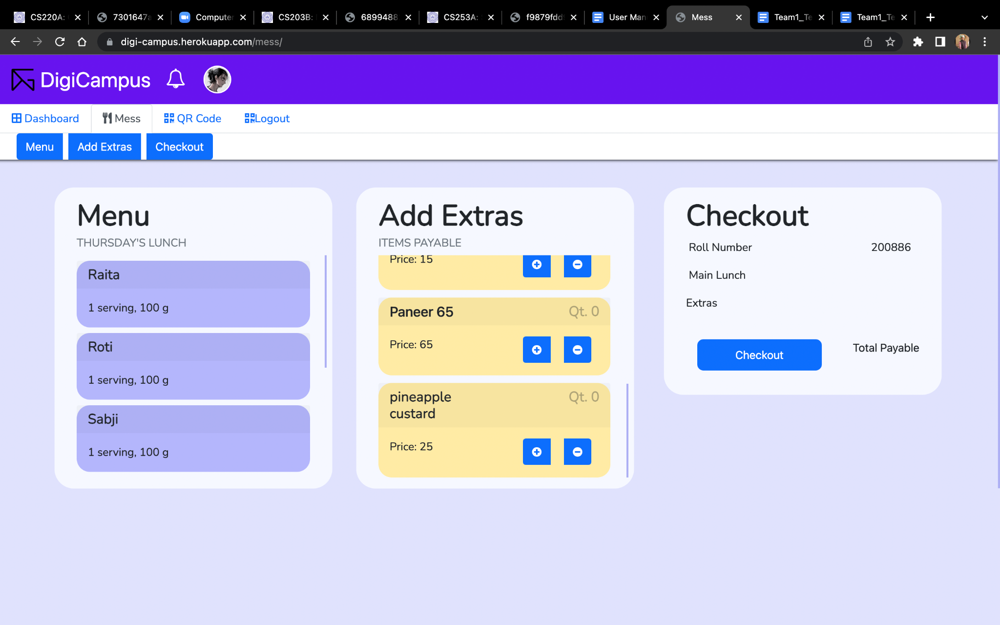 CS220A:
7301647a
Computer
CS203B:
6899488
CS253A:
f9879fdd
User Man
Mess
Team1_Te
Team1_Te
digi-campus.herokuapp.com/mess/
DigiCampus
Dashboard
Mess
QR Code
Logout
Menu
Add Extras
Checkout
Menu
THURSDAY'S LUNCH
Raita
1 serving, 100 g
Roti
1 serving, 100 g
Sabji
1 serving, 100 g
Add Extras
ITEMS PAYABLE
Price: 15
Paneer 65
Qt. 0
Price: 65
pineapple
custard
Qt. 0
Price: 25
Checkout
Roll Number
200886
Main Lunch
Extras
Checkout
Total Payable